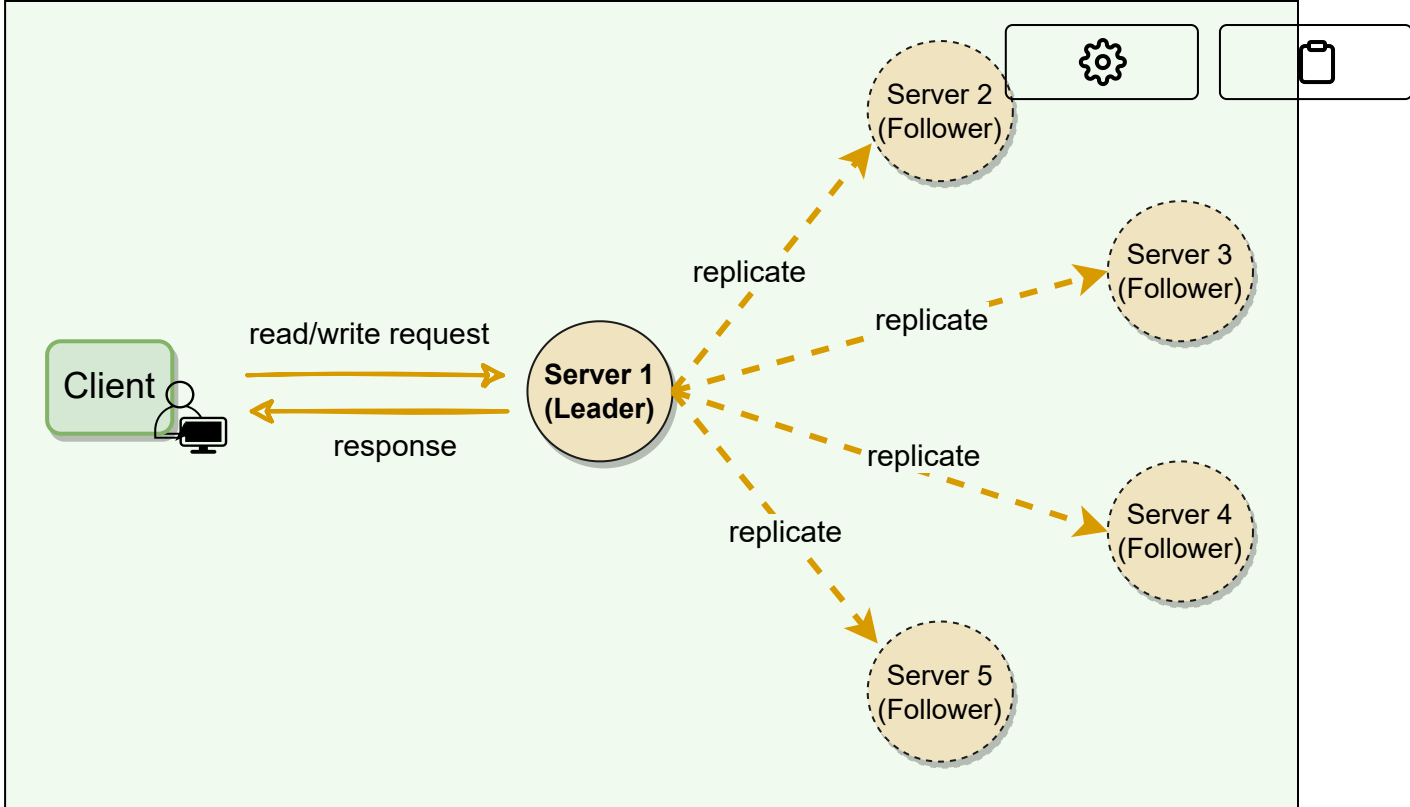 Server 2
(Follower)
Server 3
(Follower)
replicate
replicate
read/write request
Client
Server 1
(Leader)
response
replicate
Server 4
(Follower)
replicate
Server 5
(Follower)